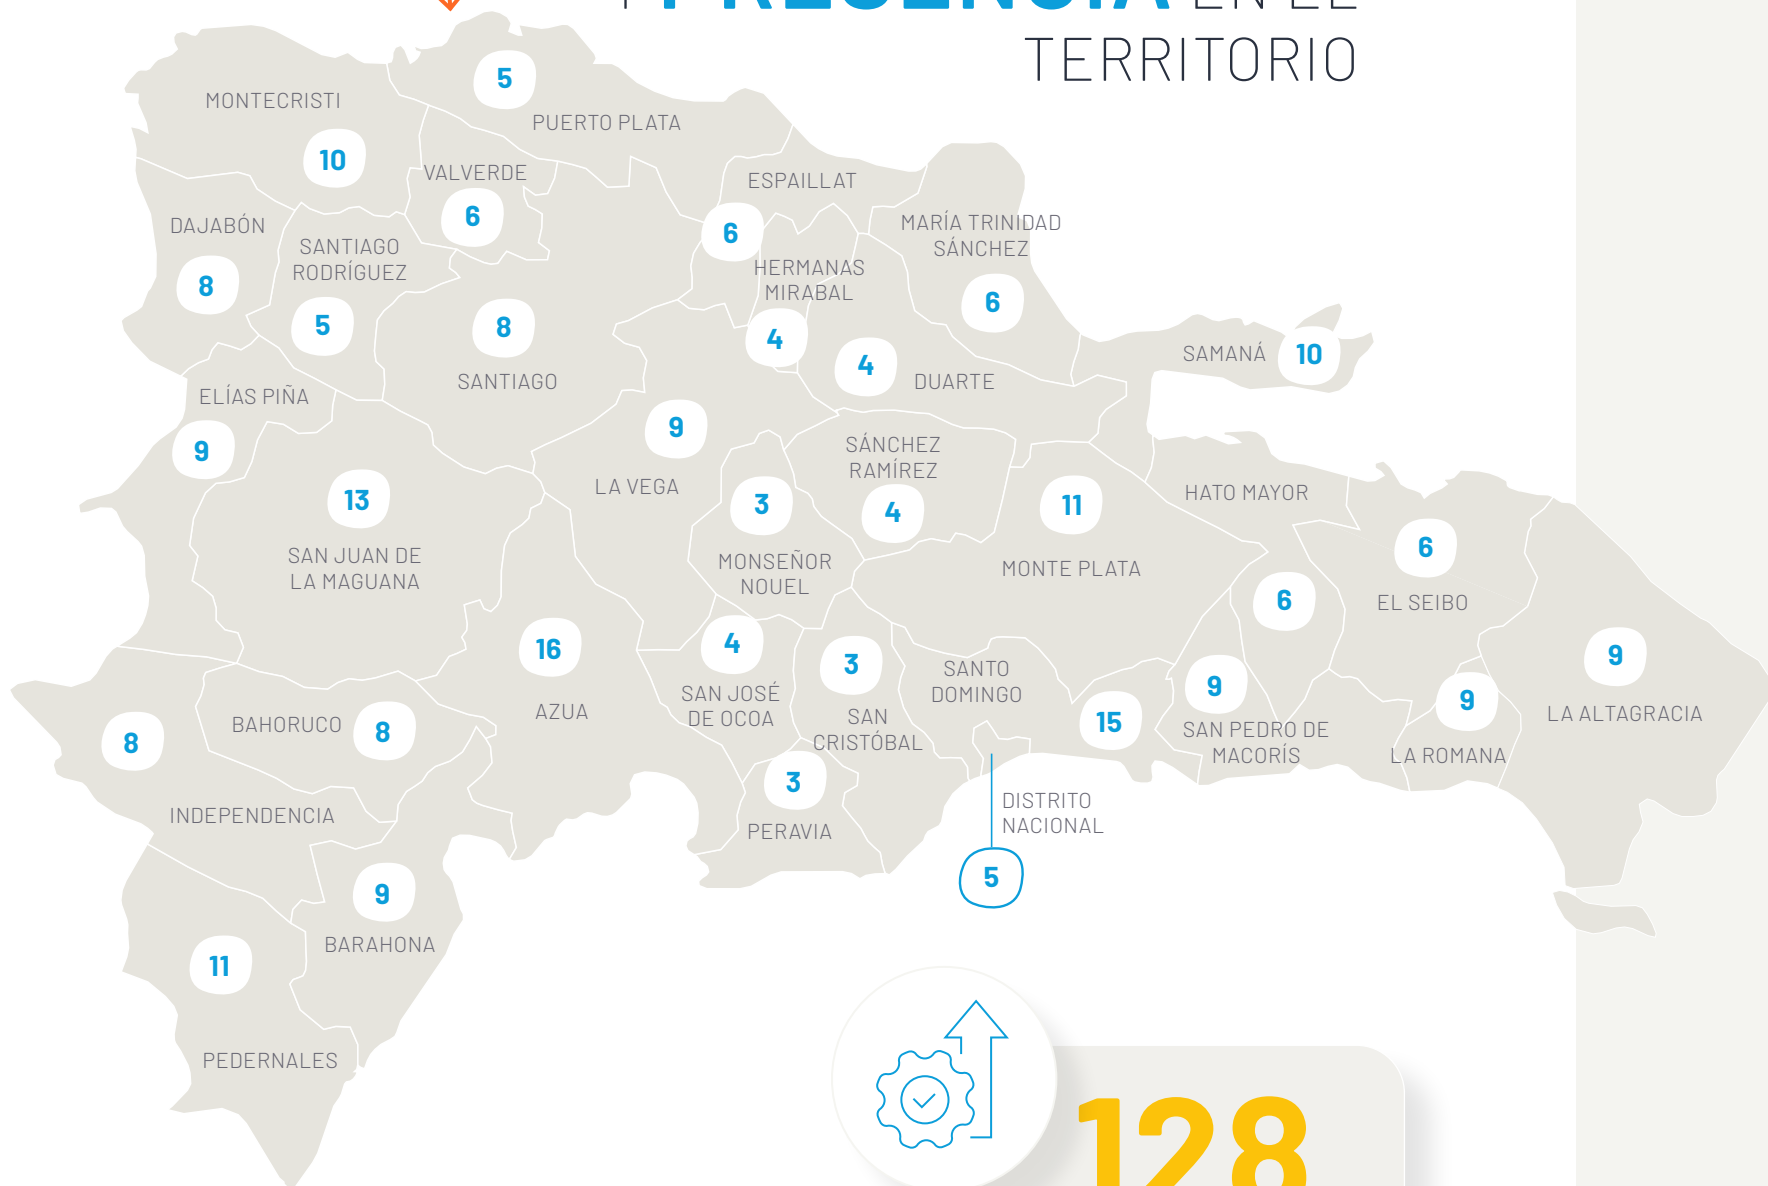 PRESENCIA EN EL
TERRITORIO
5
MONTECRISTI
PUERTO PLATA
10
VALVERDE
ESPAILLAT
6
DAJABÓN
6
MARÍA TRINIDAD
SÁNCHEZ
SANTIAGO
RODRÍGUEZ
HERMANAS
MIRABAL
8
5
8
4
6
SAMANÁ
10
ELÍAS PIÑA
SANTIAGO
4
DUARTE
9
9
SÁNCHEZ
RAMÍREZ
LA VEGA
13
3
4
11
HATO MAYOR
SAN JUAN DE
LA MAGUANA
MONSEÑOR
NOUEL
MONTE PLATA
6
EL SEIBO
6
16
4
3
SANTO
DOMINGO
9
9
9
AZUA
SAN JOSÉ
DE OCOA
SAN
CRISTÓBAL
15
LA ALTAGRACIA
BAHORUCO
8
8
SAN PEDRO DE
MACORÍS
LA ROMANA
3
INDEPENDENCIA
PERAVIA
DISTRITO
NACIONAL
5
9
BARAHONA
11
PEDERNALES
128